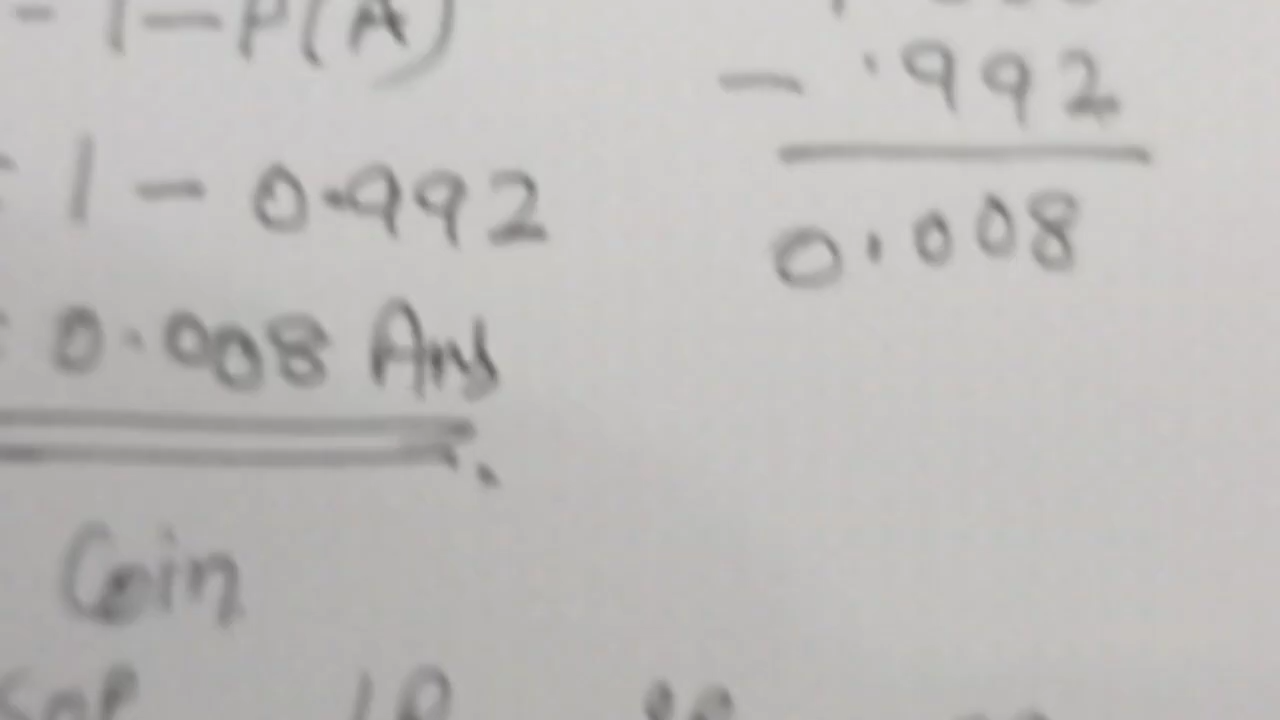 - 1 - P(A)
= 1 - 0.992
= 0.008 Ans
- .992
0.008
Coin